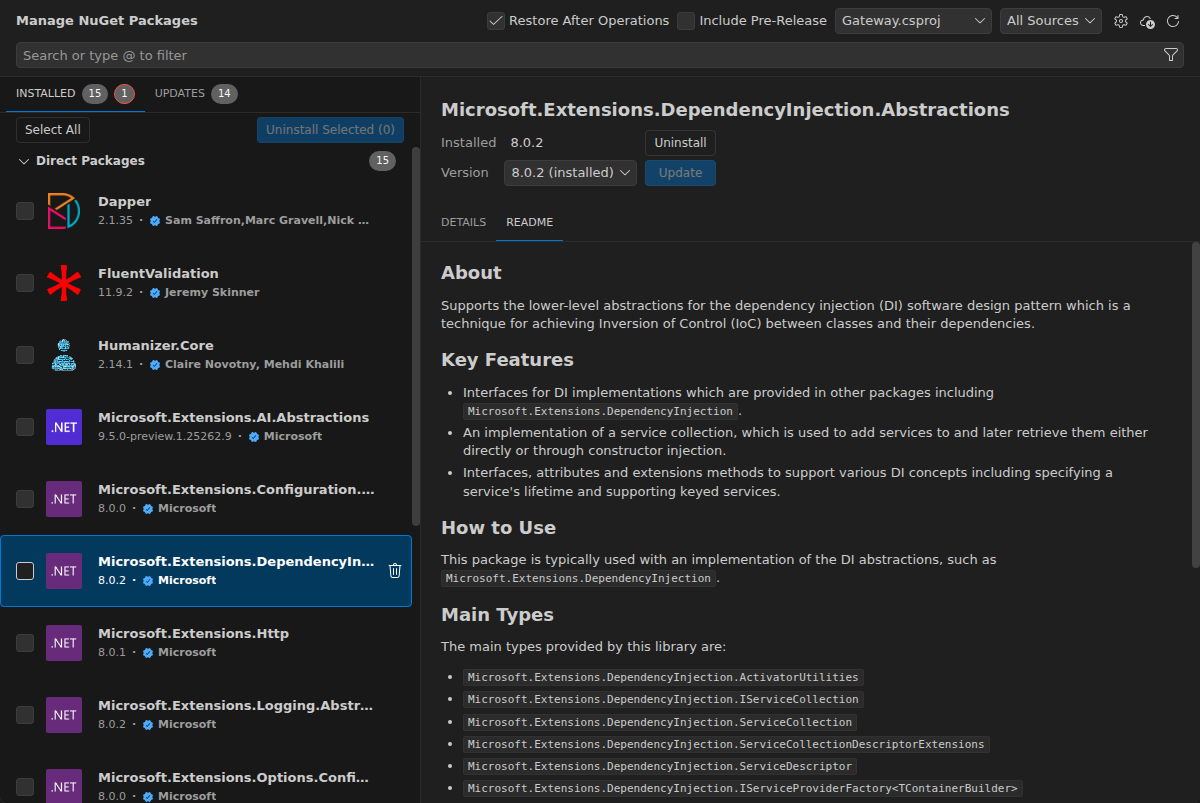 Manage NuGet Packages
Restore After Operations
Include Pre-Release
Gateway.csproj
All Sources
Search or type @ to filter
INSTALLED 15 1 UPDATES 14
Select All
Uninstall Selected (0)
Direct Packages 15
Dapper
2.1.35 · Sam Saffron,Marc Gravell,Nick ...
FluentValidation
11.9.2 · Jeremy Skinner
Humanizer.Core
2.14.1 · Claire Novotny, Mehdi Khalili
.NET
Microsoft.Extensions.AI.Abstractions
9.5.0-preview.1.25262.9 · Microsoft
.NET
Microsoft.Extensions.Configuration....
8.0.0 · Microsoft
.NET
Microsoft.Extensions.DependencyIn...
8.0.2 · Microsoft
.NET
Microsoft.Extensions.Http
8.0.1 · Microsoft
.NET
Microsoft.Extensions.Logging.Abstr...
8.0.2 · Microsoft
.NET
Microsoft.Extensions.Options.Confi...
8.0.0 · Microsoft
Microsoft.Extensions.DependencyInjection.Abstractions
Installed 8.0.2 Uninstall
Version 8.0.2 (installed) Update
DETAILS README
About
Supports the lower-level abstractions for the dependency injection (DI) software design pattern which is a
technique for achieving Inversion of Control (IoC) between classes and their dependencies.
Key Features
• Interfaces for DI implementations which are provided in other packages including
Microsoft.Extensions.DependencyInjection.
• An implementation of a service collection, which is used to add services to and later retrieve them either
directly or through constructor injection.
• Interfaces, attributes and extensions methods to support various DI concepts including specifying a
service's lifetime and supporting keyed services.
How to Use
This package is typically used with an implementation of the DI abstractions, such as
Microsoft.Extensions.DependencyInjection.
Main Types
The main types provided by this library are:
• Microsoft.Extensions.DependencyInjection.ActivatorUtilities
• Microsoft.Extensions.DependencyInjection.IServiceCollection
• Microsoft.Extensions.DependencyInjection.ServiceCollection
• Microsoft.Extensions.DependencyInjection.ServiceCollectionDescriptorExtensions
• Microsoft.Extensions.DependencyInjection.ServiceDescriptor
• Microsoft.Extensions.DependencyInjection.IServiceProviderFactory<TContainerBuilder>